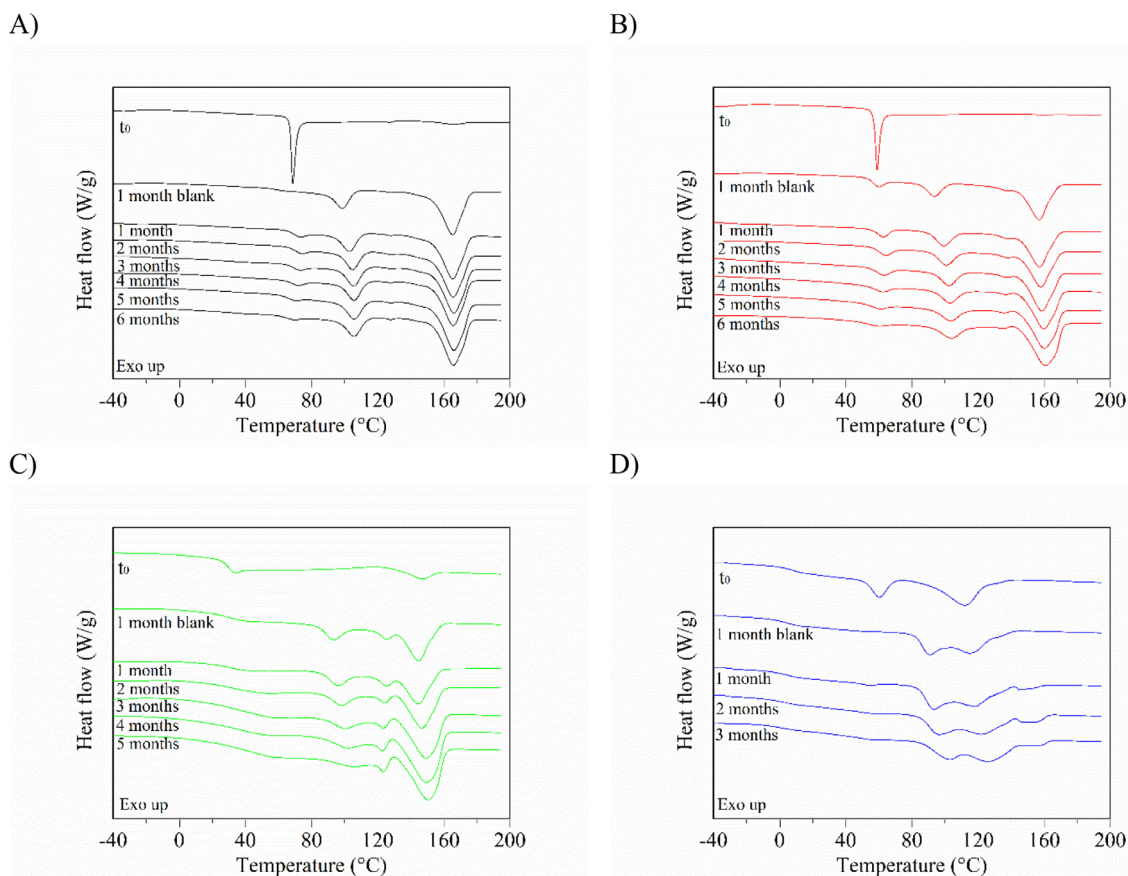 A)
Heat flow (W/g)
t0
1 month blank
1 month
2 months
3 months
4 months
5 months
6 months
Exo up
-40 0 40 80 120 160 200
Temperature (°C)
B)
Heat flow (W/g)
t0
1 month blank
1 month
2 months
3 months
4 months
5 months
6 months
Exo up
-40 0 40 80 120 160 200
Temperature (°C)
C)
Heat flow (W/g)
t0
1 month blank
1 month
2 months
3 months
4 months
5 months
Exo up
-40 0 40 80 120 160 200
Temperature (°C)
D)
Heat flow (W/g)
t0
1 month blank
1 month
2 months
3 months
Exo up
-40 0 40 80 120 160 200
Temperature (°C)